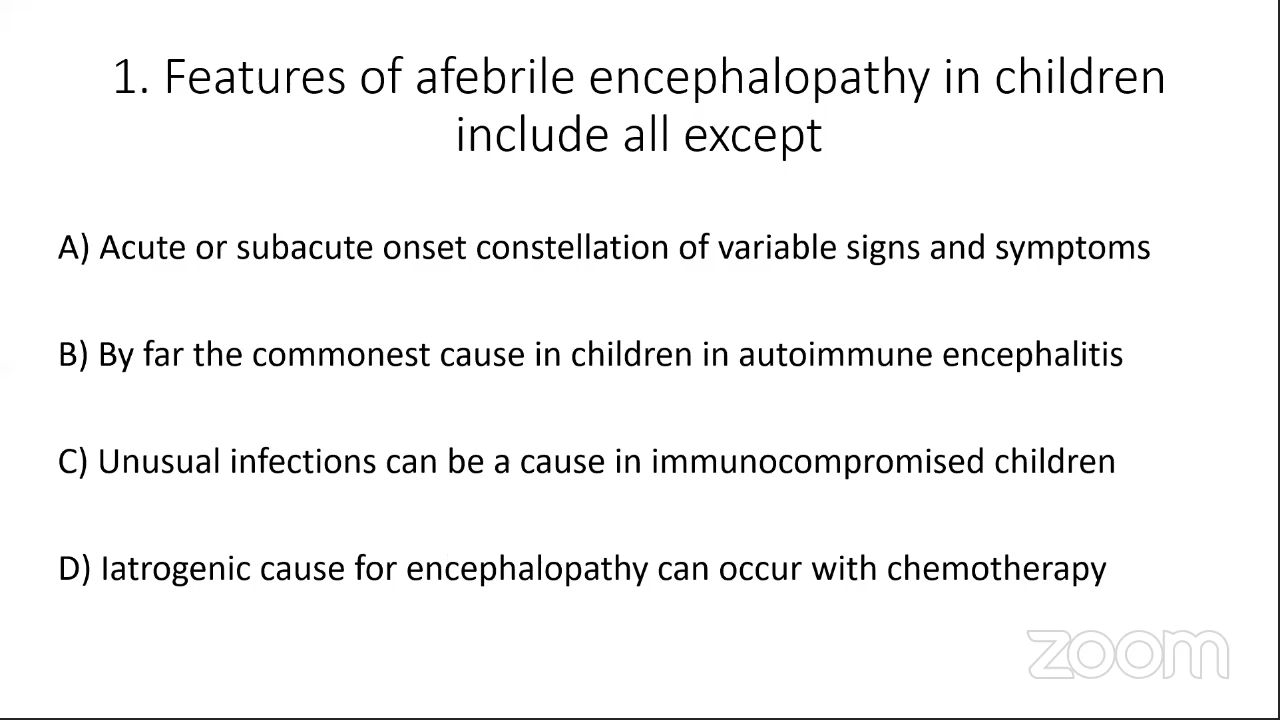 1. Features of afebrile encephalopathy in children
include all except
A) Acute or subacute onset constellation of variable signs and symptoms
B) By far the commonest cause in children in autoimmune encephalitis
C) Unusual infections can be a cause in immunocompromised children
D) Iatrogenic cause for encephalopathy can occur with chemotherapy
zoom